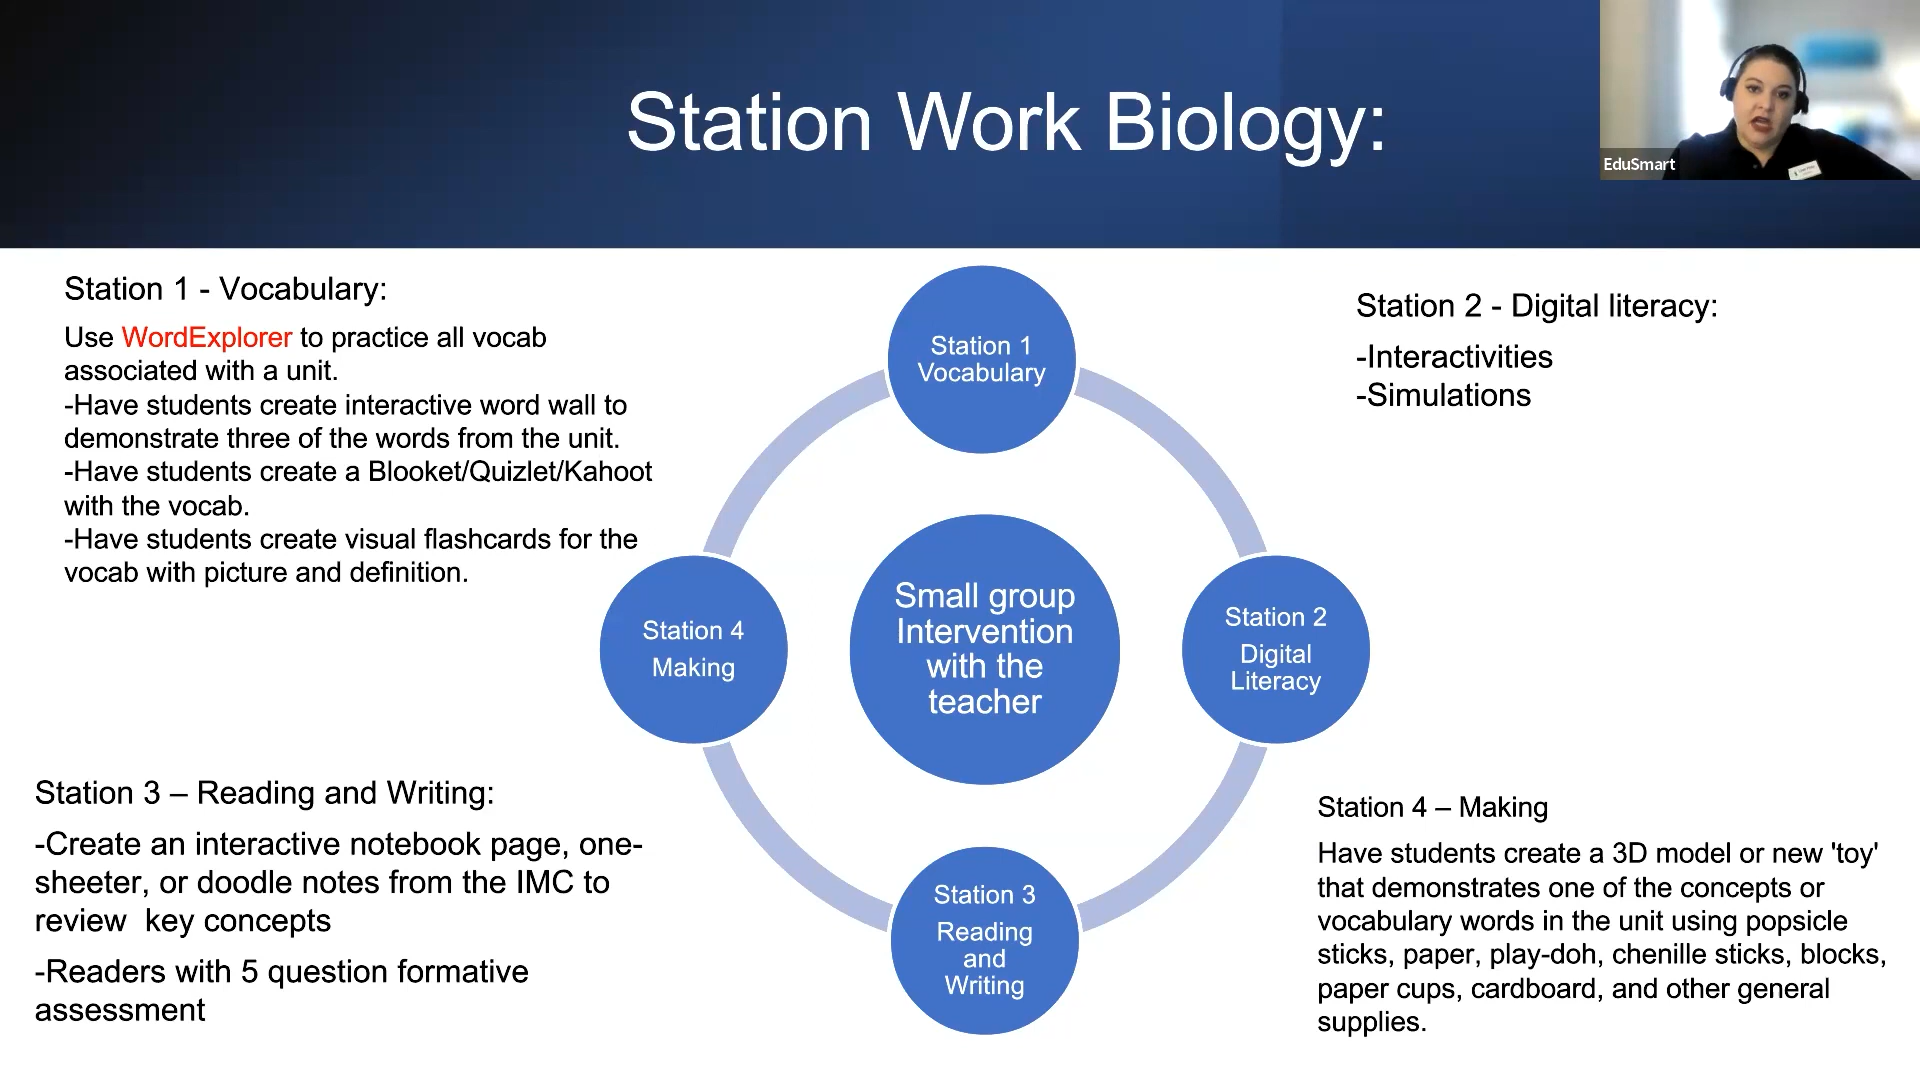 Station Work Biology:
EduSmart
Station 1 - Vocabulary:
Use WordExplorer to practice all vocab
associated with a unit.
-Have students create interactive word wall to
demonstrate three of the words from the unit.
-Have students create a Blooket/Quizlet/Kahoot
with the vocab.
-Have students create visual flashcards for the
vocab with picture and definition.
Station 1
Vocabulary
Station 2 - Digital literacy:
-Interactivities
-Simulations
Station 4
Making
Small group
Intervention
with the
teacher
Station 2
Digital
Literacy
Station 3 – Reading and Writing:
-Create an interactive notebook page, one-
sheeter, or doodle notes from the IMC to
review  key concepts
-Readers with 5 question formative
assessment
Station 3
Reading
and
Writing
Station 4 – Making
Have students create a 3D model or new 'toy'
that demonstrates one of the concepts or
vocabulary words in the unit using popsicle
sticks, paper, play-doh, chenille sticks, blocks,
paper cups, cardboard, and other general
supplies.